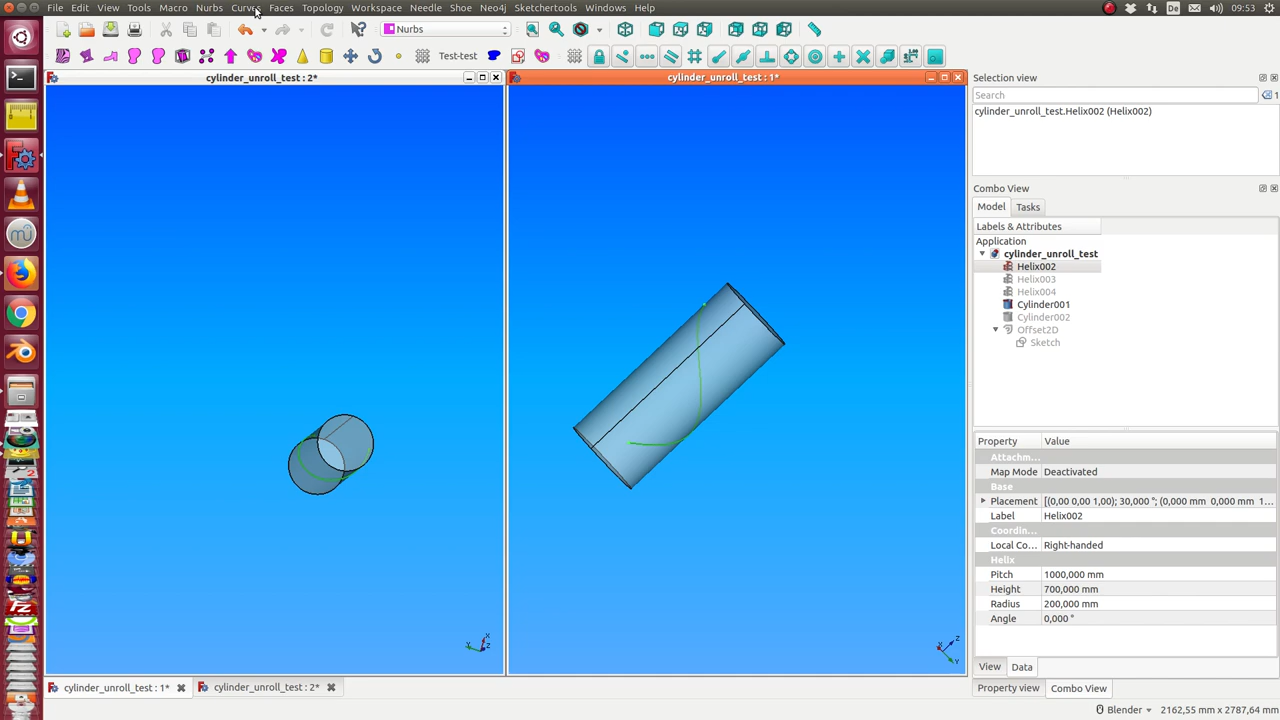 File Edit View Tools Macro Nurbs Curves Faces Topology Workspace Needle Shoe Neo4j Sketchertools Windows Help
De 09:53
Nurbs
Test-test
cylinder_unroll_test : 2*
cylinder_unroll_test : 1*
Selection view
Search
1
cylinder_unroll_test.Helix002 (Helix002)
Combo View
Model Tasks
Labels & Attributes
Application
cylinder_unroll_test
Helix002
Helix003
Helix004
Cylinder001
Cylinder002
Offset2D
Sketch
Property Value
Attachm...
Map Mode Deactivated
Base
Placement [(0,00 0,00 1,00); 30,000 °; (0,000 mm 0,000 mm 1...
Label Helix002
Coordin...
Local Co... Right-handed
Helix
Pitch 1000,000 mm
Height 700,000 mm
Radius 200,000 mm
Angle 0,000 °
View Data
cylinder_unroll_test : 1*
cylinder_unroll_test : 2*
Property view Combo View
Blender 2162,55 mm x 2787,64 mm